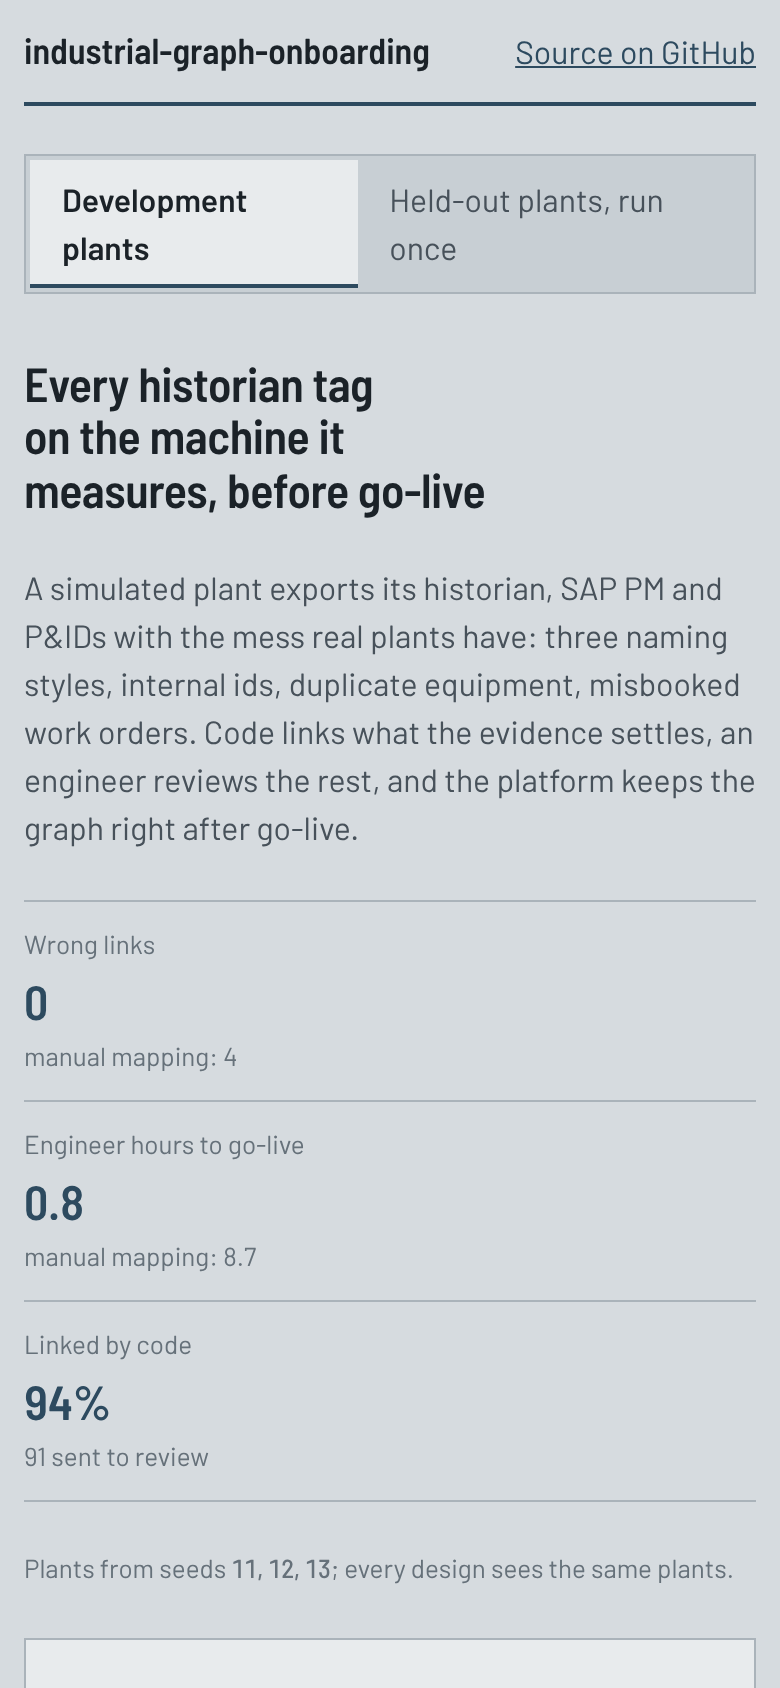 industrial-graph-onboarding
Source on GitHub
Development
plants
Held-out plants, run
once
Every historian tag
on the machine it
measures, before go-live
A simulated plant exports its historian, SAP PM and
P&IDs with the mess real plants have: three naming
styles, internal ids, duplicate equipment, misbooked
work orders. Code links what the evidence settles, an
engineer reviews the rest, and the platform keeps the
graph right after go-live.
Wrong links
0
manual mapping: 4
Engineer hours to go-live
0.8
manual mapping: 8.7
Linked by code
94%
91 sent to review
Plants from seeds 11, 12, 13; every design sees the same plants.